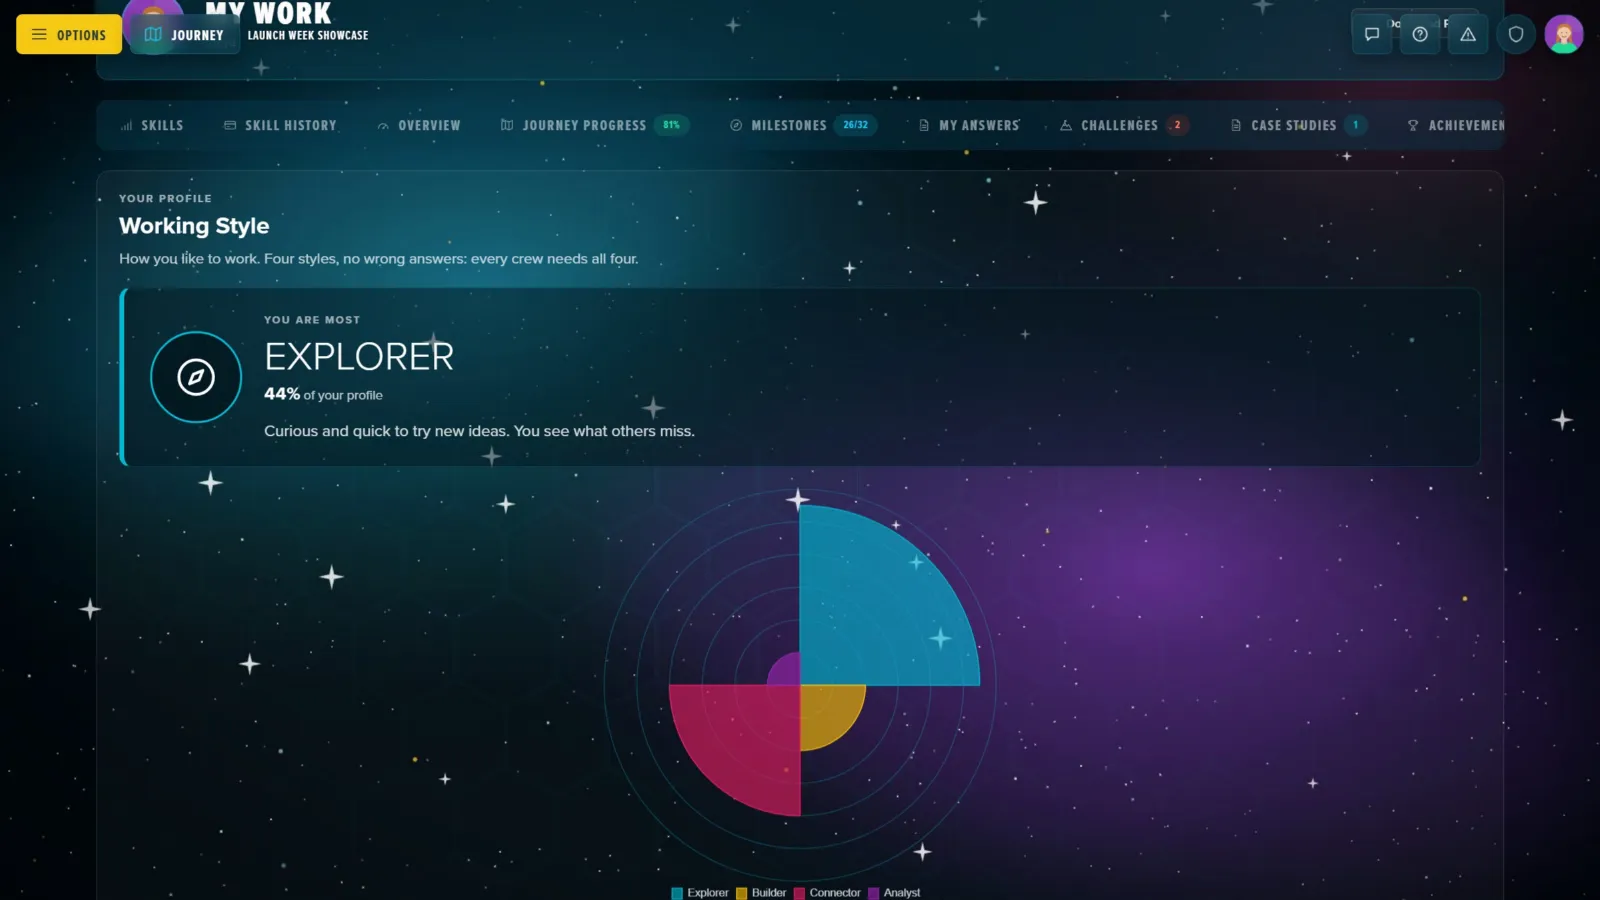 MY WORK
OPTIONS
JOURNEY
LAUNCH WEEK SHOWCASE
SKILLS
SKILL HISTORY
OVERVIEW
JOURNEY PROGRESS 81%
MILESTONES 26/32
MY ANSWERS
CHALLENGES 2
CASE STUDIES 1
YOUR PROFILE
Working Style
How you like to work. Four styles, no wrong answers: every crew needs all four.
YOU ARE MOST
EXPLORER
44% of your profile
Curious and quick to try new ideas. You see what others miss.
Explorer Builder Connector Analyst